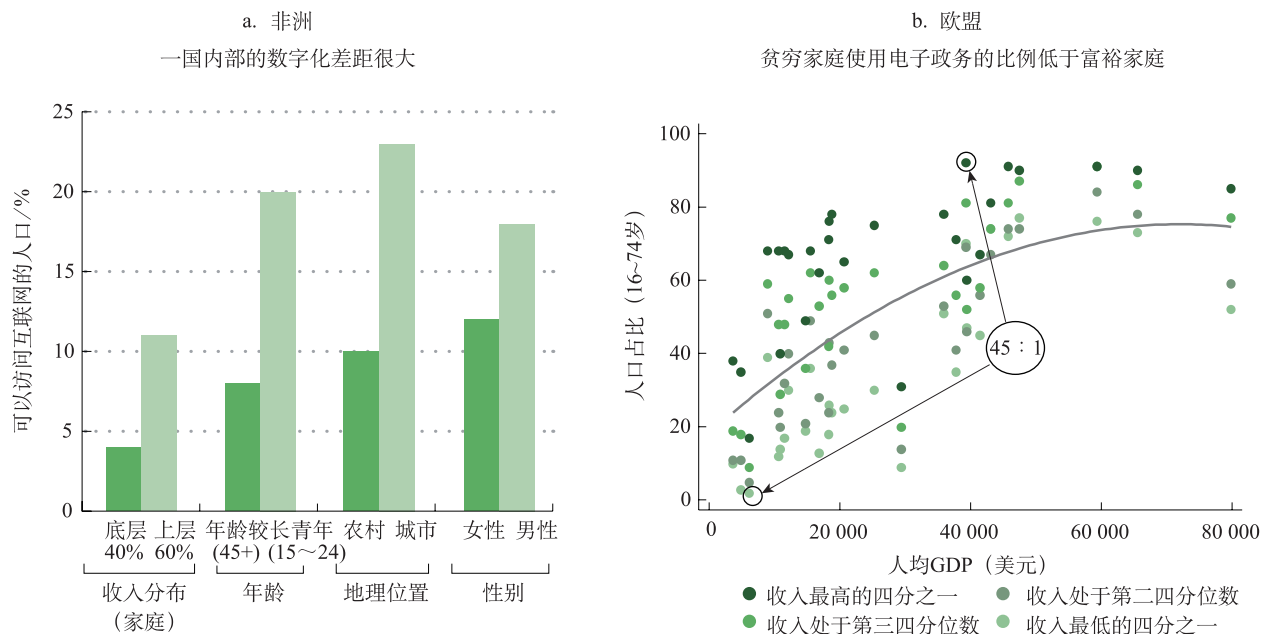 a. 非洲
一国内部的数字化差距很大
可以访问互联网的人口/%
25
20
15
10
5
0
底层 上层 年龄较长 青年 农村 城市 女性 男性
40% 60% (45+) (15～24)
收入分布 年龄 地理位置 性别
（家庭）
b. 欧盟
贫穷家庭使用电子政务的比例低于富裕家庭
人口占比（16~74岁）
100
80
60
40
20
0
45：1
0 20 000 40 000 60 000 80 000
人均GDP（美元）
收入最高的四分之一 收入处于第二四分位数
收入处于第三四分位数 收入最低的四分之一